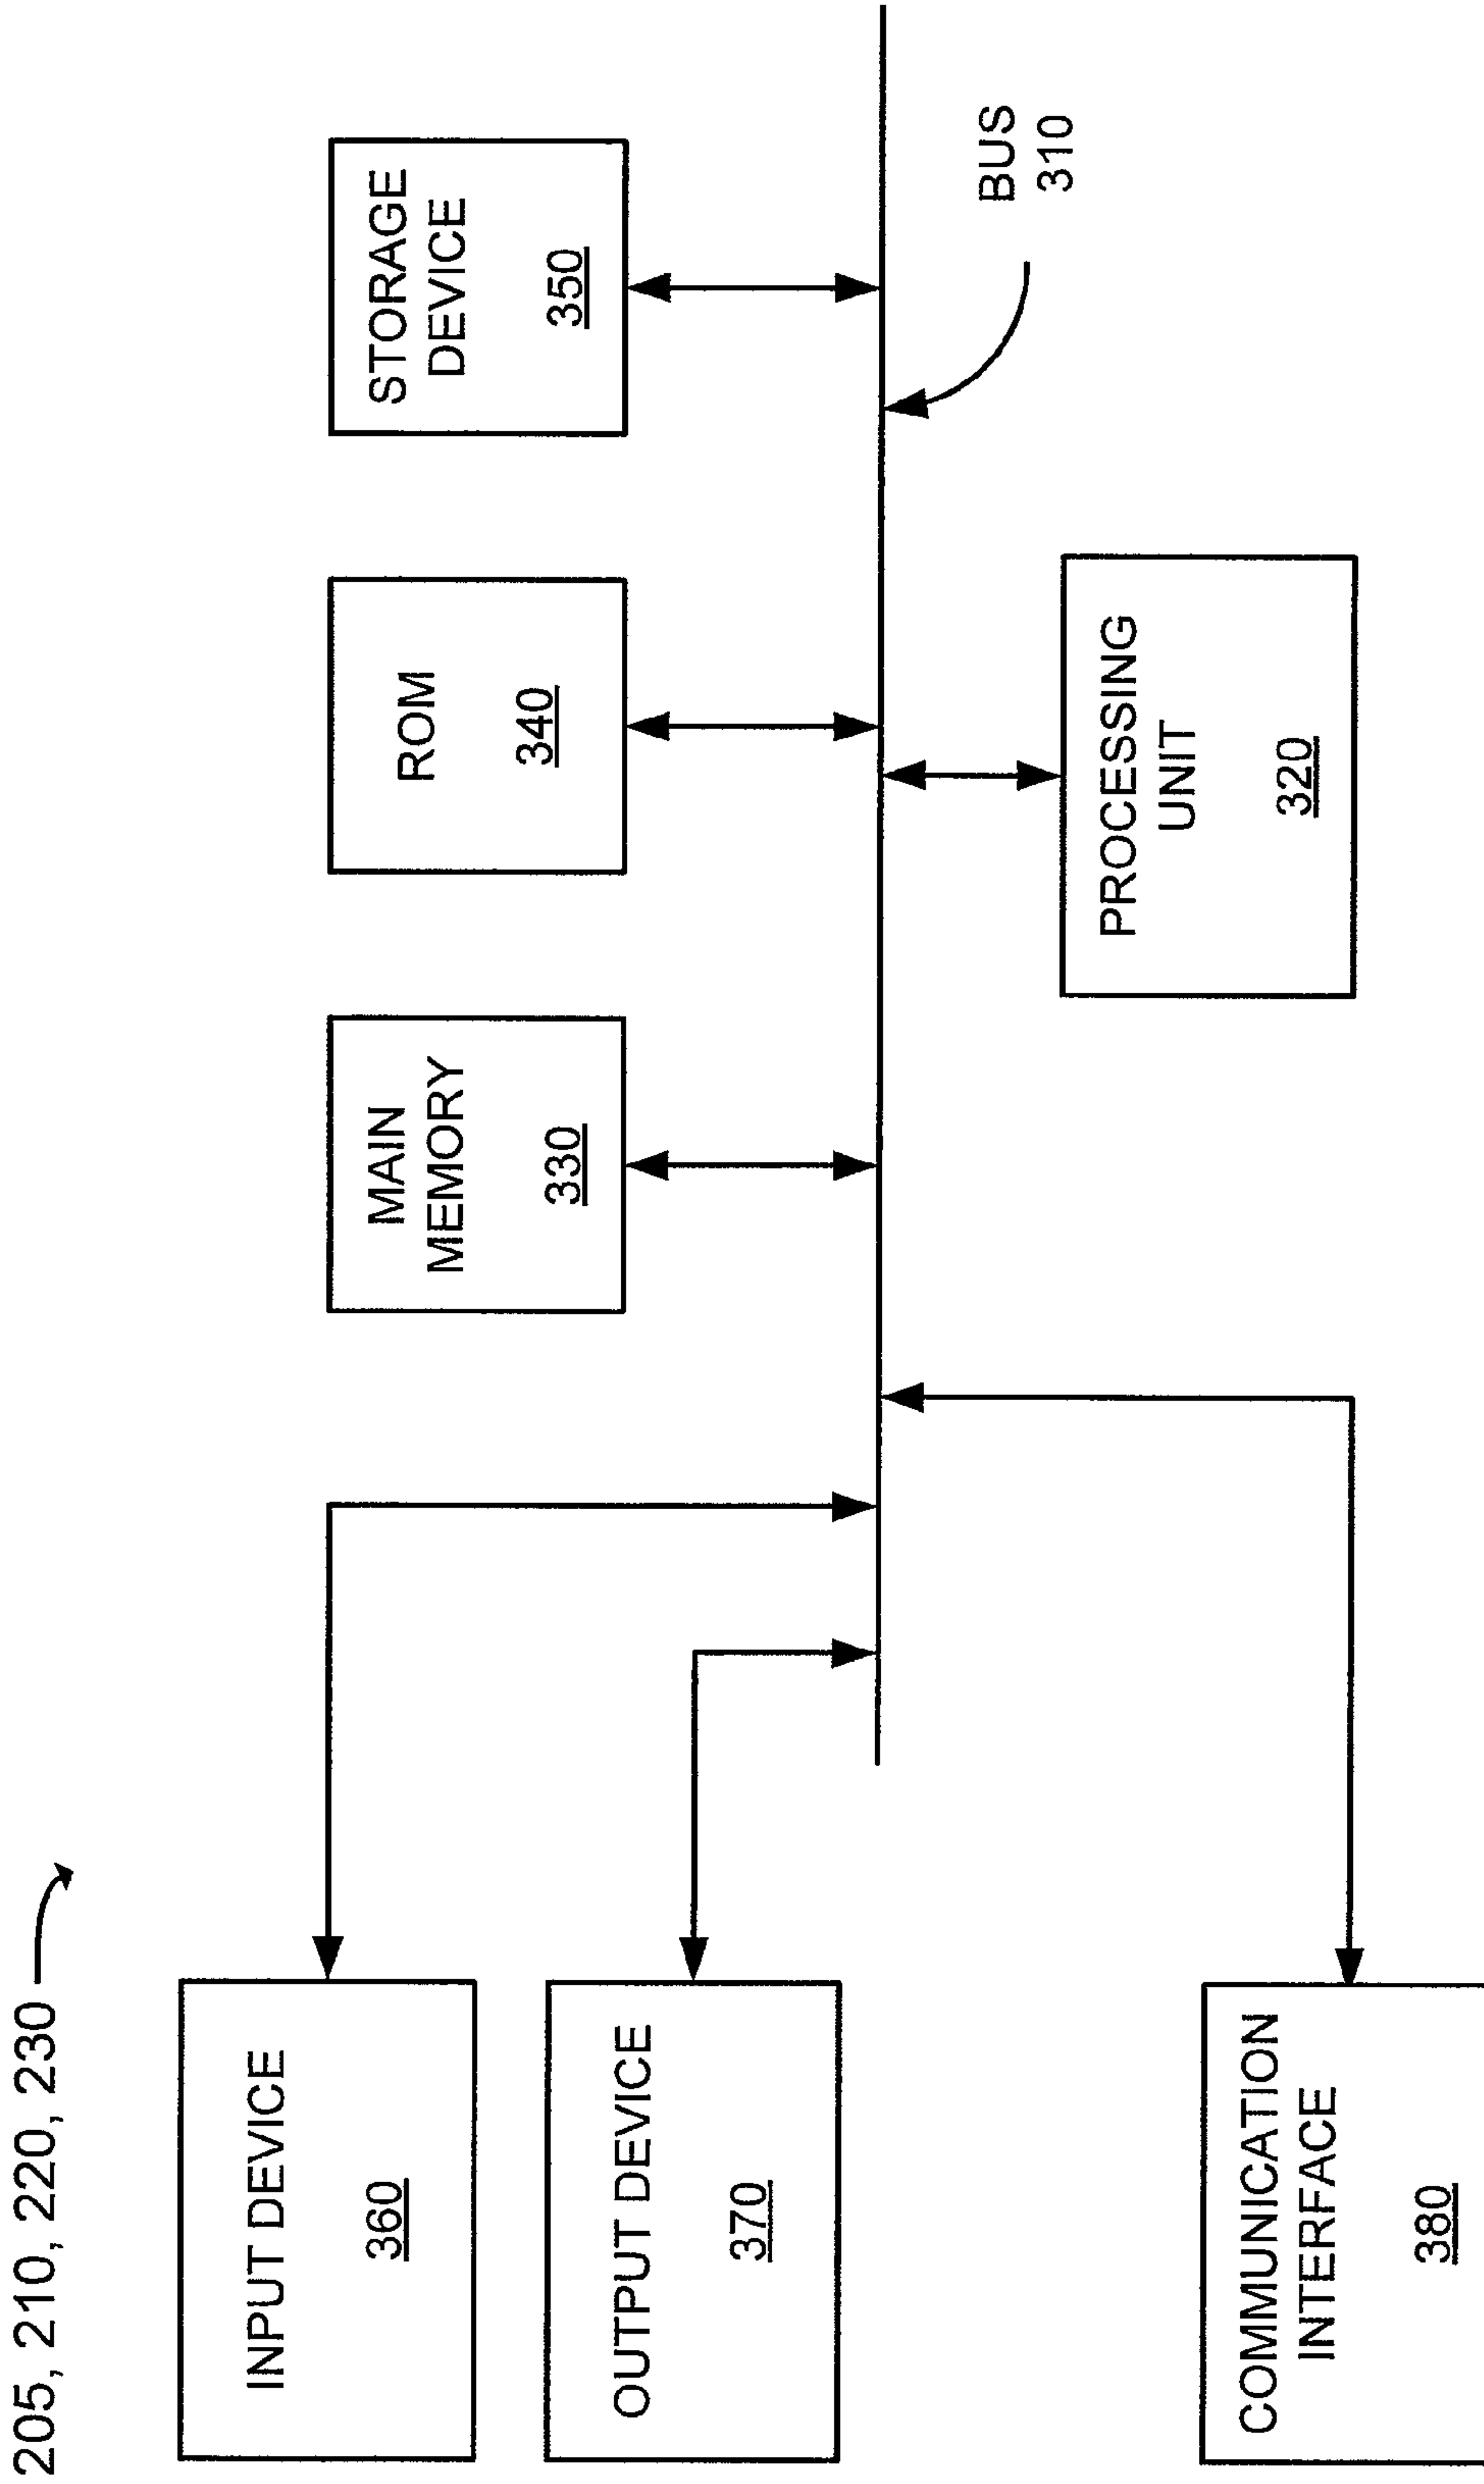 205, 210, 220, 230
MAIN
MEMORY
330
ROM
340
STORAGE
DEVICE
350
INPUT DEVICE
360
OUTPUT DEVICE
370
BUS
310
PROCESSING
UNIT
320
COMMUNICATION
INTERFACE
380